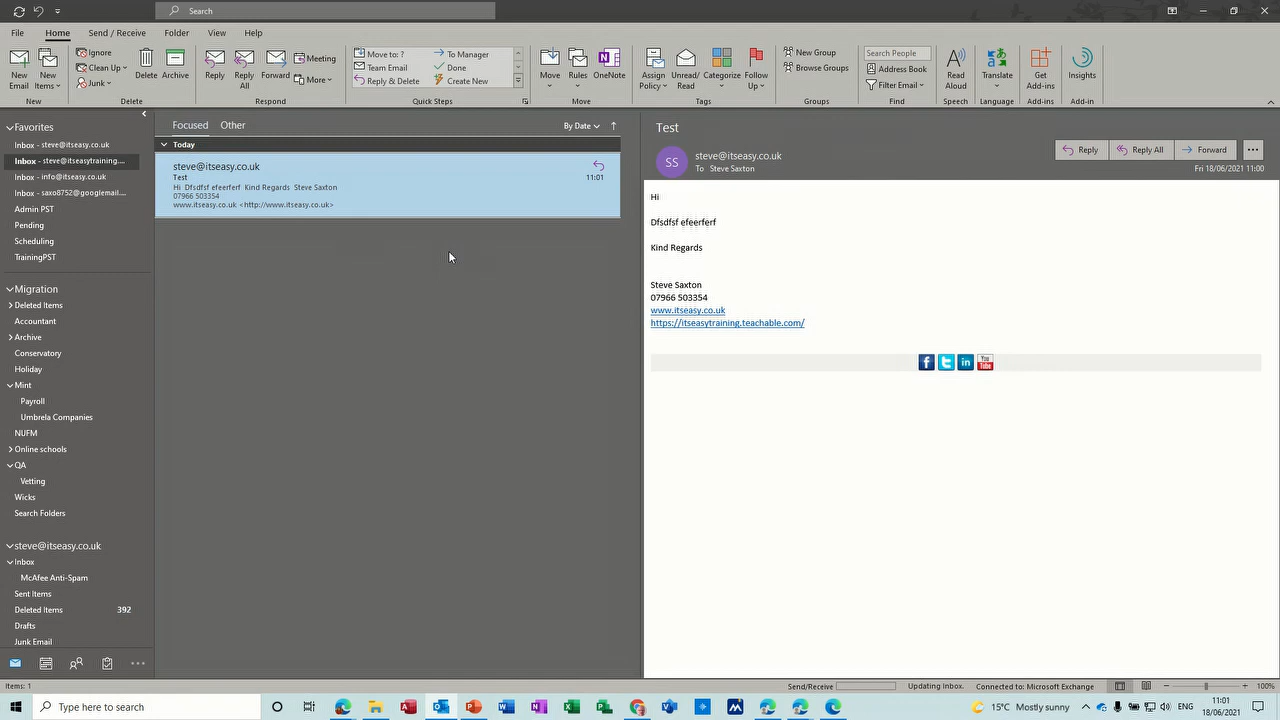 Search
File
Home
Send / Receive
Folder
View
Help
New Email
New Items
New
Ignore
Clean Up
Junk
Delete
Archive
Delete
Reply
Reply All
Forward
Meeting
More
Respond
Move to: ?
Team Email
Reply & Delete
To Manager
Done
Create New
Quick Steps
Move
Rules
OneNote
Move
Assign Policy
Unread/ Read
Categorize
Follow Up
Tags
New Group
Browse Groups
Groups
Search People
Address Book
Filter Email
Find
Read Aloud
Speech
Translate
Language
Get Add-ins
Add-ins
Insights
Add-in
Favorites
Inbox - steve@itseasy.co.uk
Inbox - steve@itseasytraining....
Inbox - info@itseasy.co.uk
Inbox - saxo8752@googlemail....
Admin PST
Pending
Scheduling
TrainingPST
Migration
Deleted Items
Accountant
Archive
Conservatory
Holiday
Mint
Payroll
Umbrela Companies
NUFM
Online schools
QA
Vetting
Wicks
Search Folders
steve@itseasy.co.uk
Inbox
McAfee Anti-Spam
Sent Items
Deleted Items 392
Drafts
Junk Email
Focused Other By Date
Today
steve@itseasy.co.uk
Test 11:01
Hi Dfsdfsf efeerferf Kind Regards Steve Saxton
07966 503354
www.itseasy.co.uk <http://www.itseasy.co.uk>
Test
SS
steve@itseasy.co.uk
To Steve Saxton
Reply
Reply All
Forward
Fri 18/06/2021 11:00
Hi
Dfsdfsf efeerferf
Kind Regards
Steve Saxton
07966 503354
www.itseasy.co.uk
https://itseasytraining.teachable.com/
f
t
in
You Tube
Items: 1
Send/Receive
Updating Inbox.
Connected to: Microsoft Exchange
100%
Type here to search
15°C Mostly sunny
11:01
18/06/2021